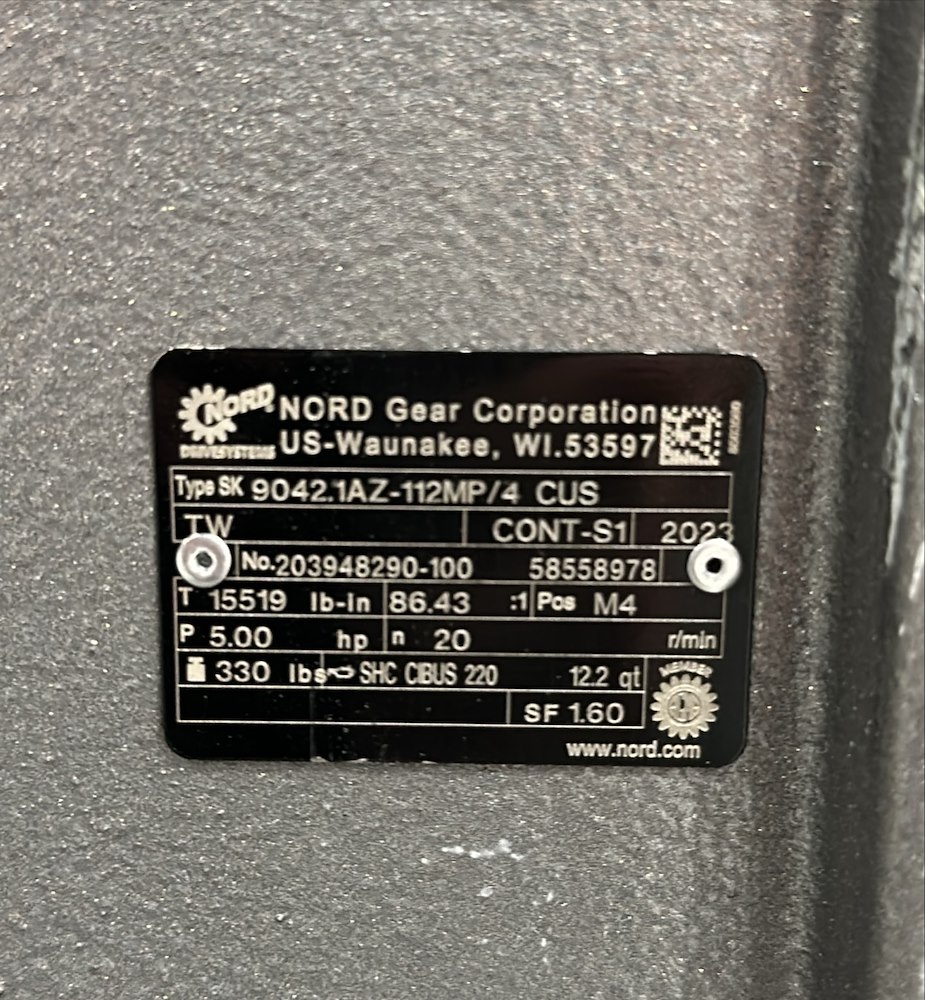 NORD
DRIVESYSTEMS
NORD Gear Corporation
US-Waunakee, WI.53597
Type SK 9042.1AZ-112MP/4 CUS
TW CONT-S1 2023
No. 203948290-100 58558978
T 15519 lb-in 86.43 :1 Pos M4
P 5.00 hp n 20 r/min
330 lbs SHC CIBUS 220 12.2 qt
MEMBER
SF 1.60
www.nord.com